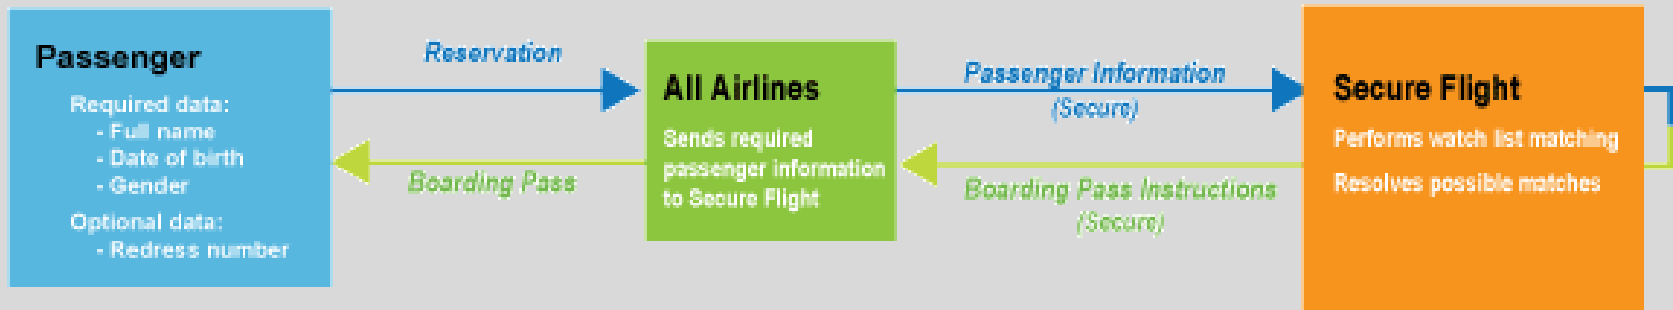 Passenger
Required data:
- Full name
- Date of birth
- Gender
Optional data:
- Redress number
Reservation
Boarding Pass
All Airlines
Sends required
passenger information
to Secure Flight
Passenger Information
(Secure)
Boarding Pass Instructions
(Secure)
Secure Flight
Performs watch list matching
Resolves possible matches